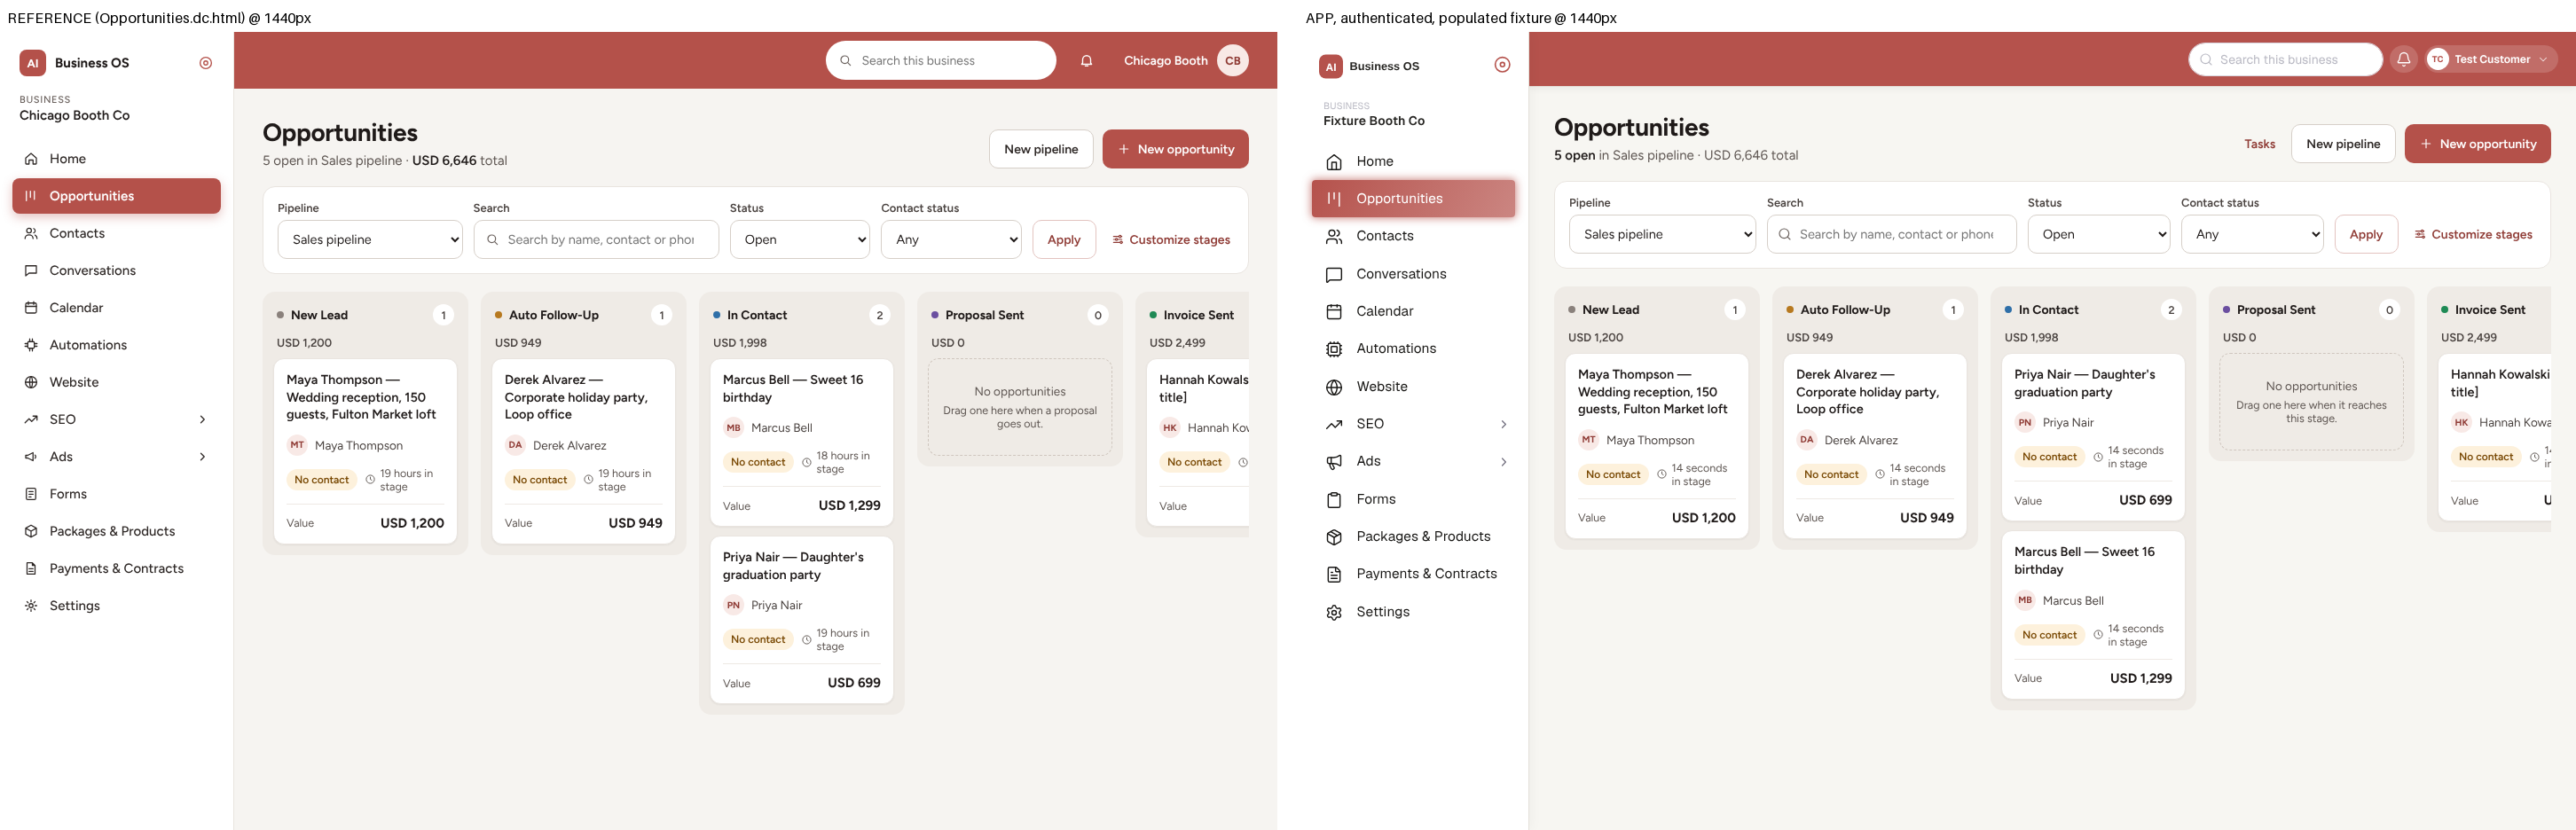 REFERENCE (Opportunities.dc.html) @ 1440px
AI Business OS
BUSINESS
Chicago Booth Co
Home
Opportunities
Contacts
Conversations
Calendar
Automations
Website
SEO
Ads
Forms
Packages & Products
Payments & Contracts
Settings
Search this business
Chicago Booth CB
Opportunities
5 open in Sales pipeline · USD 6,646 total
New pipeline
+ New opportunity
Pipeline Search Status Contact status
Sales pipeline Search by name, contact or phor Open Any Apply Customize stages
New Lead 1
USD 1,200
Maya Thompson —
Wedding reception, 150
guests, Fulton Market loft
MT Maya Thompson
No contact 19 hours in
stage
Value USD 1,200
Auto Follow-Up 1
USD 949
Derek Alvarez —
Corporate holiday party,
Loop office
DA Derek Alvarez
No contact 19 hours in
stage
Value USD 949
In Contact 2
USD 1,998
Marcus Bell — Sweet 16
birthday
MB Marcus Bell
No contact 18 hours in
stage
Value USD 1,299
Priya Nair — Daughter's
graduation party
PN Priya Nair
No contact 19 hours in
stage
Value USD 699
Proposal Sent 0
USD 0
No opportunities
Drag one here when a proposal
goes out.
Invoice Sent
USD 2,499
Hannah Kowals
title]
HK Hannah Kov
No contact
Value
APP, authenticated, populated fixture @ 1440px
AI Business OS
BUSINESS
Fixture Booth Co
Home
Opportunities
Contacts
Conversations
Calendar
Automations
Website
SEO
Ads
Forms
Packages & Products
Payments & Contracts
Settings
Search this business
TC Test Customer
Opportunities
5 open in Sales pipeline · USD 6,646 total
Tasks
New pipeline
+ New opportunity
Pipeline Search Status Contact status
Sales pipeline Search by name, contact or phone Open Any Apply Customize stages
New Lead 1
USD 1,200
Maya Thompson —
Wedding reception, 150
guests, Fulton Market loft
MT Maya Thompson
No contact 14 seconds
in stage
Value USD 1,200
Auto Follow-Up 1
USD 949
Derek Alvarez —
Corporate holiday party,
Loop office
DA Derek Alvarez
No contact 14 seconds
in stage
Value USD 949
In Contact 2
USD 1,998
Priya Nair — Daughter's
graduation party
PN Priya Nair
No contact 14 seconds
in stage
Value USD 699
Marcus Bell — Sweet 16
birthday
MB Marcus Bell
No contact 14 seconds
in stage
Value USD 1,299
Proposal Sent 0
USD 0
No opportunities
Drag one here when it reaches
this stage.
Invoice Sent
USD 2,499
Hannah Kowalski
title]
HK Hannah Kowa
No contact
Value